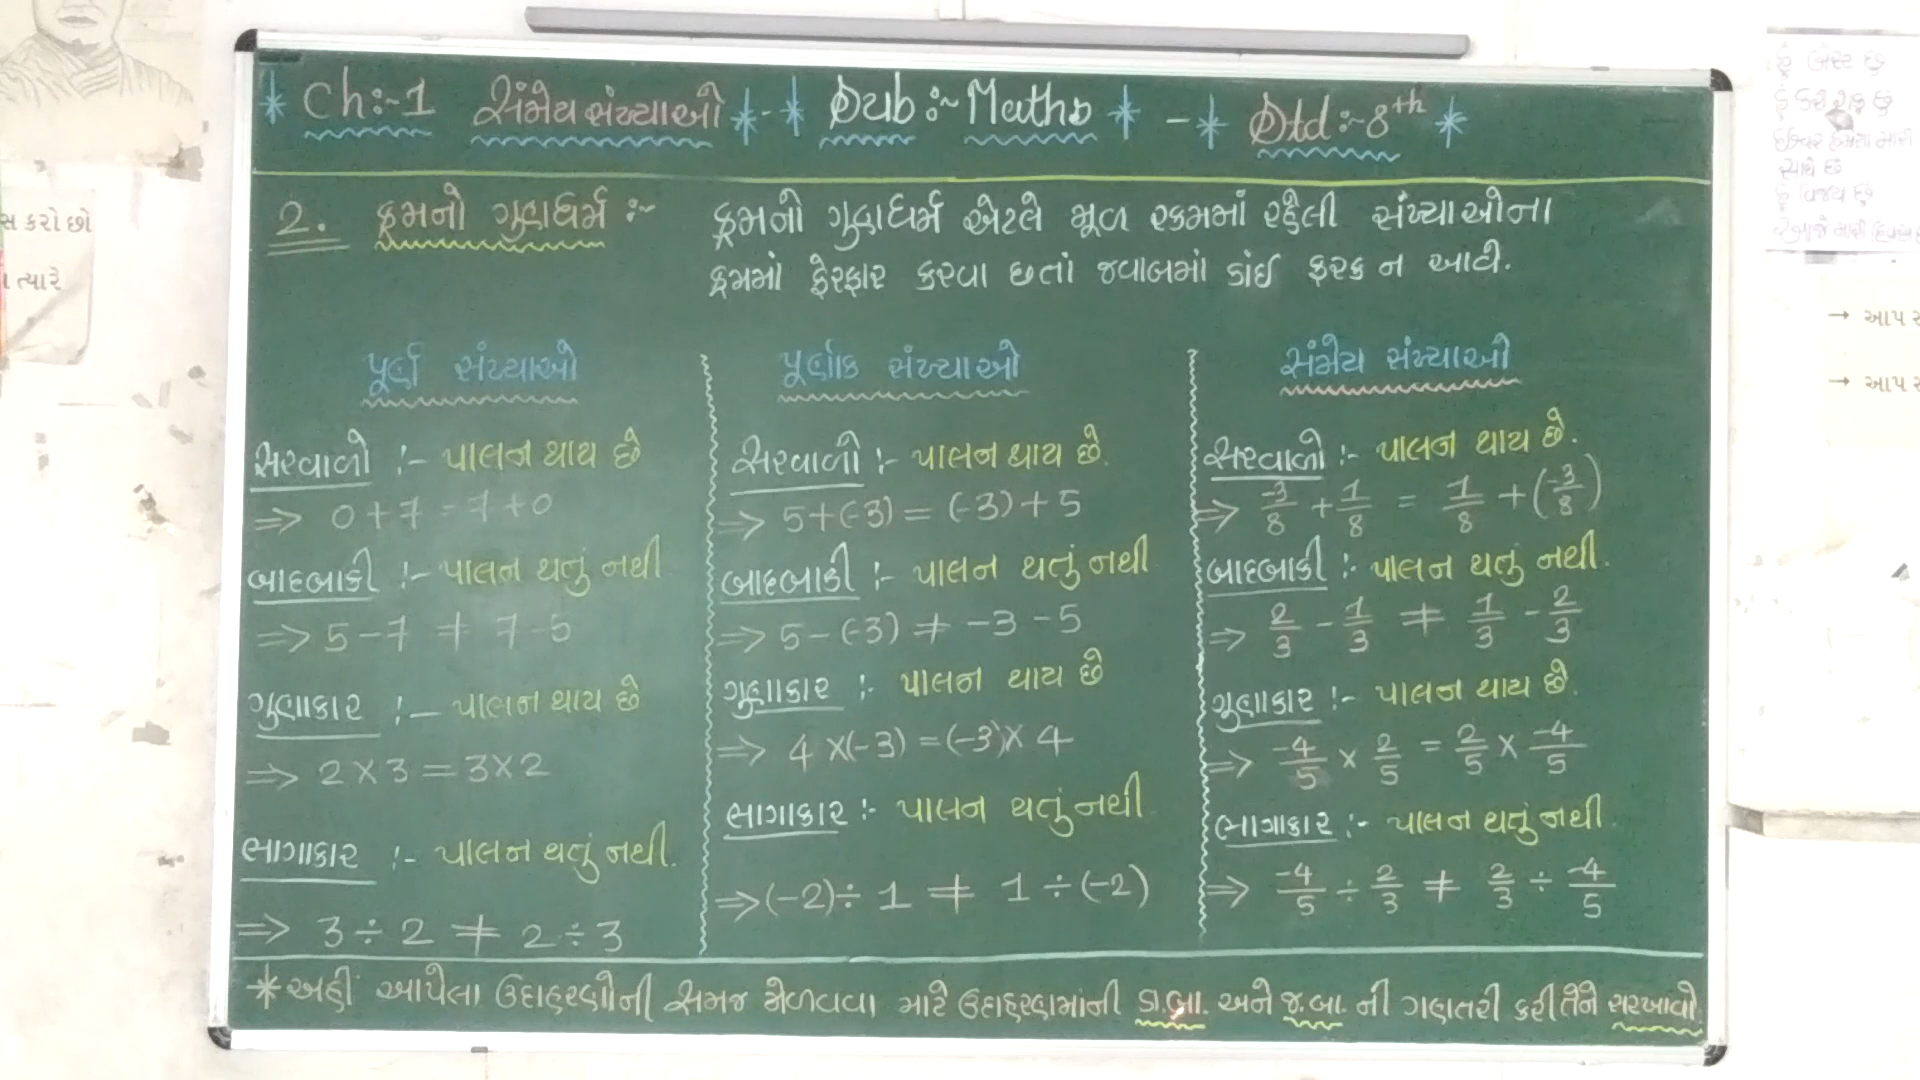 * Ch:-1 સંમેય સંખ્યાઓ * - * Sub :- Maths * - * Std :- 8th *
2. ક્રમનો ગુણધર્મ :- ક્રમનો ગુણધર્મ એટલે મૂળ રકમમાં રહેલી સંખ્યાઓના
ક્રમમાં ફેરફાર કરવા છતાં જવાબમાં કાંઈ ફરક ન આવે.
પૂર્ણ સંખ્યાઓ
સરવાળો :- પાલન થાય છે
⇒ 0+7 = 7+0
બાદબાકી :- પાલન થતું નથી
⇒ 5-7 ≠ 7-5
ગુણાકાર :- પાલન થાય છે
⇒ 2×3 = 3×2
ભાગાકાર :- પાલન થતું નથી.
⇒ 3÷2 ≠ 2÷3
પૂર્ણાંક સંખ્યાઓ
સરવાળો :- પાલન થાય છે.
⇒ 5+(-3) = (-3)+5
બાદબાકી :- પાલન થતું નથી
⇒ 5-(-3) ≠ -3-5
ગુણાકાર :- પાલન થાય છે
⇒ 4×(-3) = (-3)×4
ભાગાકાર :- પાલન થતું નથી
⇒ (-2)÷1 ≠ 1÷(-2)
સંમેય સંખ્યાઓ
સરવાળો :- પાલન થાય છે.
⇒ -3/8 + 1/8 = 1/8 + (-3/8)
બાદબાકી :- પાલન થતું નથી.
⇒ 2/3 - 1/3 ≠ 1/3 - 2/3
ગુણાકાર :- પાલન થાય છે.
⇒ -4/5 × 2/5 = 2/5 × -4/5
ભાગાકાર :- પાલન થતું નથી.
⇒ -4/5 ÷ 2/3 ≠ 2/3 ÷ -4/5
* અહીં આપેલા ઉદાહરણોની સમજ મેળવવા માટે ઉદાહરણમાંની ડા.બા. અને જ.બા. ની ગણતરી કરી તેને સરખાવો.
સ કરો છો
ત્યારે
→ આપ
→ આપ